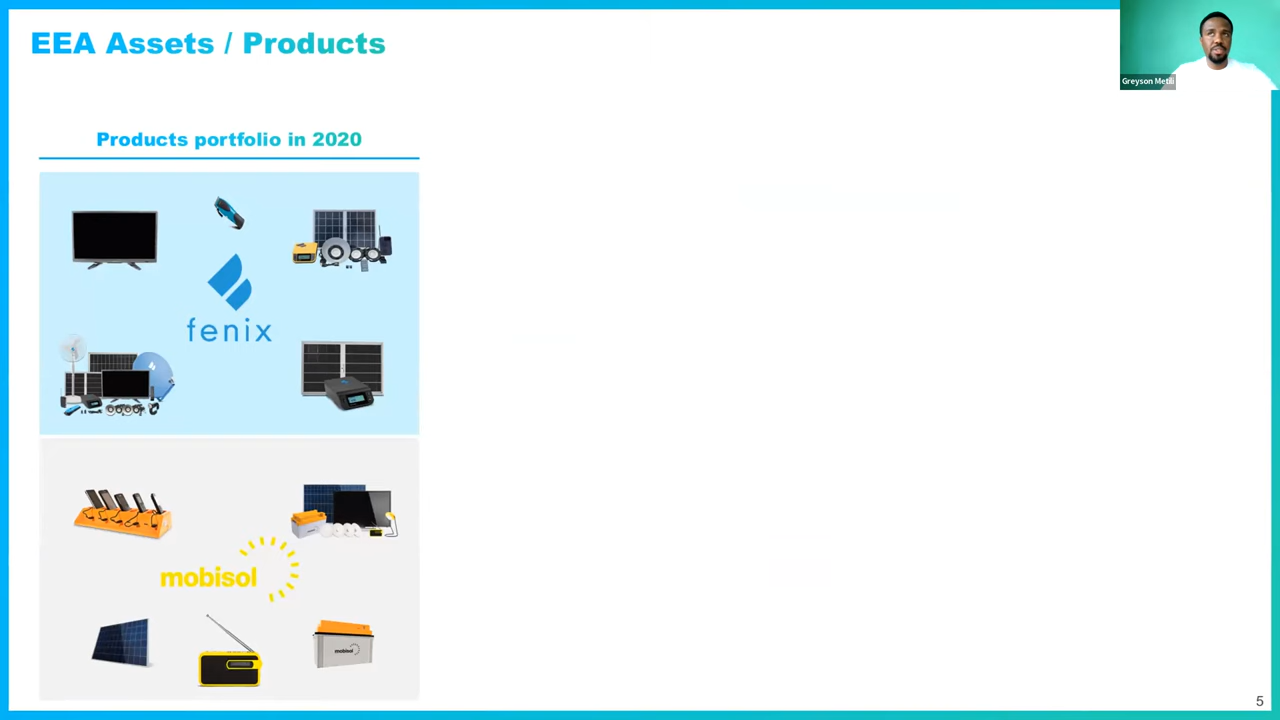 EEA Assets / Products
Greyson Metili
Products portfolio in 2020
fenix
mobisol
mobisol
5